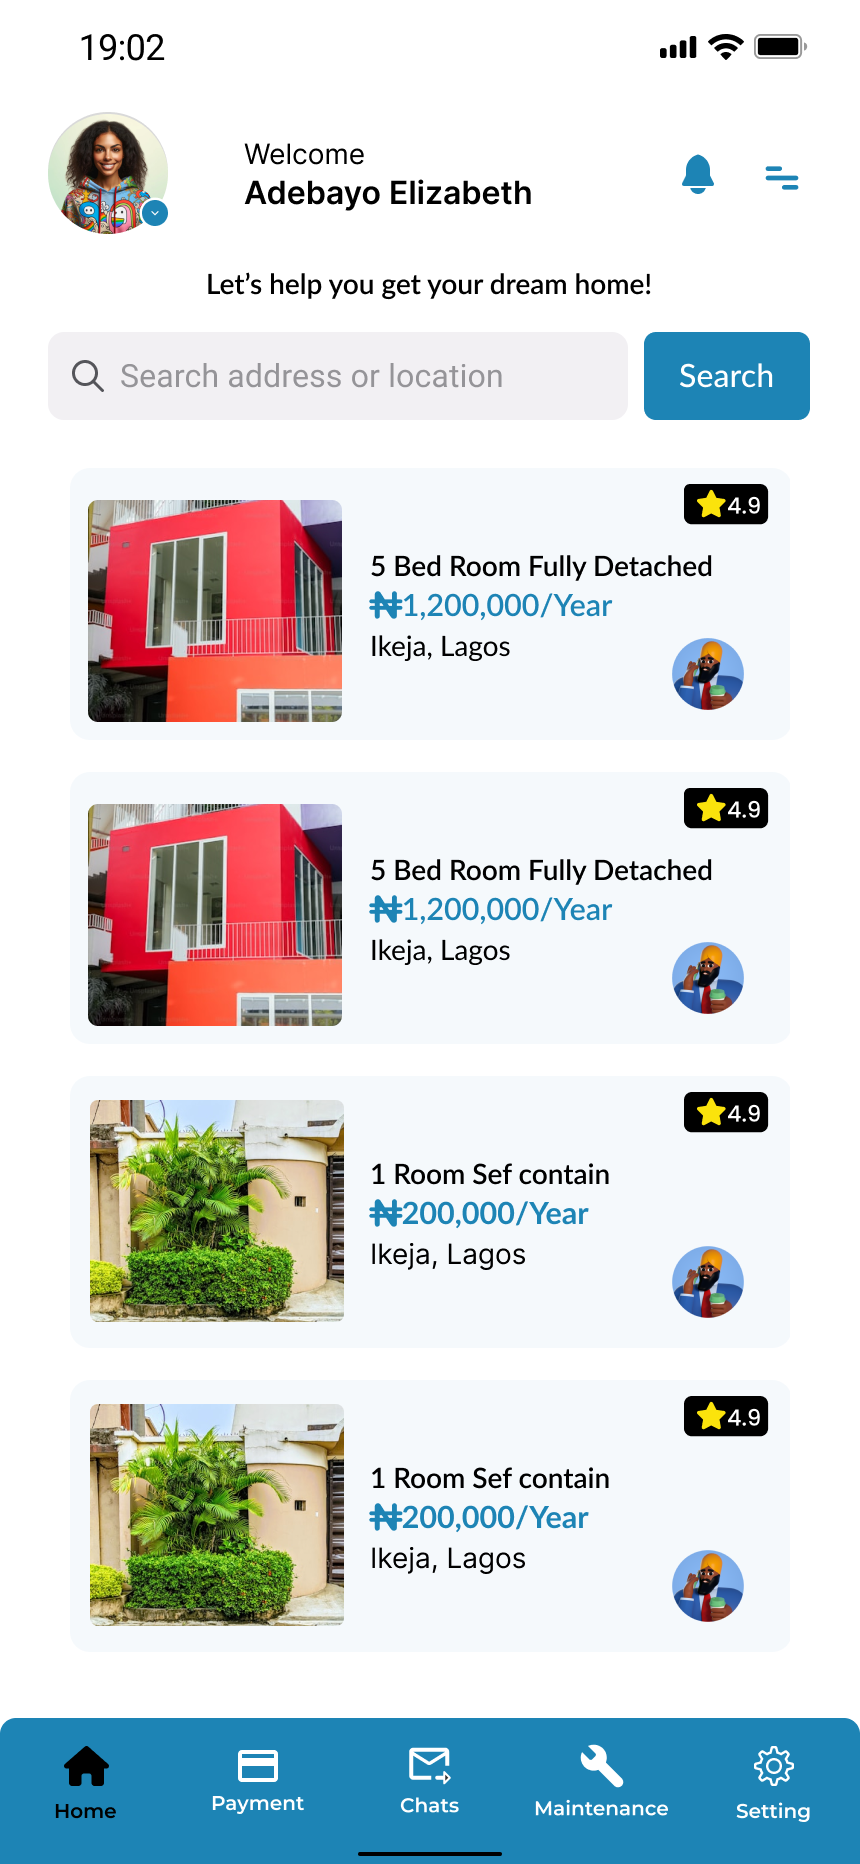 19:02
Welcome
Adebayo Elizabeth
Let’s help you get your dream home!
Search address or location
Search
4.9
5 Bed Room Fully Detached
₦1,200,000/Year
Ikeja, Lagos
4.9
5 Bed Room Fully Detached
₦1,200,000/Year
Ikeja, Lagos
4.9
1 Room Sef contain
₦200,000/Year
Ikeja, Lagos
4.9
1 Room Sef contain
₦200,000/Year
Ikeja, Lagos
Home
Payment
Chats
Maintenance
Setting